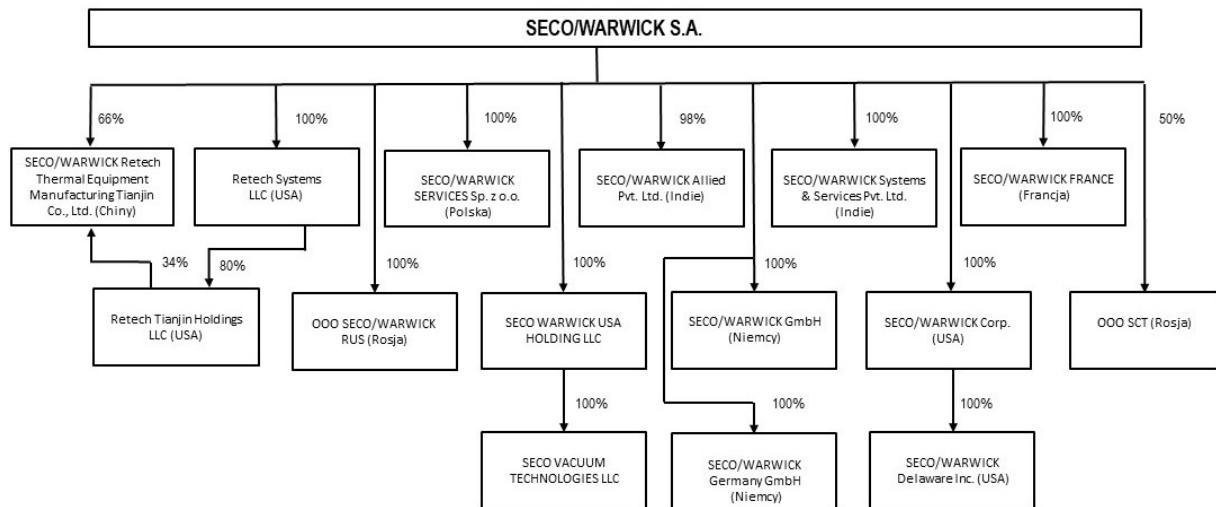 SECO/WARWICK S.A.
66%
100%
100%
98%
100%
100%
50%
SECO/WARWICK Retech
Thermal Equipment
Manufacturing Tianjin
Co., Ltd. (Chiny)
Retech Systems
LLC (USA)
SECO/WARWICK
SERVICES Sp. z o.o.
(Polska)
SECO/WARWICK Allied
Pvt. Ltd. (Indie)
SECO/WARWICK Systems
& Services Pvt. Ltd.
(Indie)
SECO/WARWICK FRANCE
(Francja)
34%
80%
100%
100%
100%
100%
Retech Tianjin Holdings
LLC (USA)
OOO SECO/WARWICK
RUS (Rosja)
SECO WARWICK USA
HOLDING LLC
SECO/WARWICK GmbH
(Niemcy)
SECO/WARWICK Corp.
(USA)
OOO SCT (Rosja)
100%
100%
100%
SECO VACUUM
TECHNOLOGIES LLC
SECO/WARWICK
Germany GmbH
(Niemcy)
SECO/WARWICK
Delaware Inc. (USA)